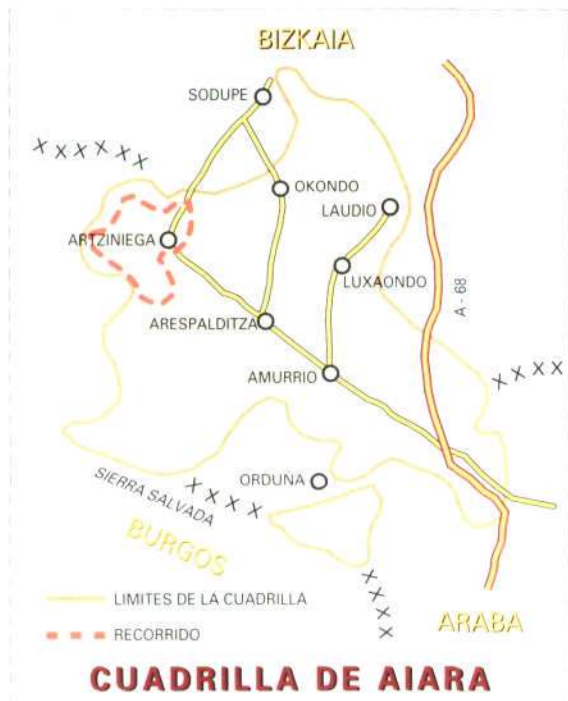 BIZKAIA
SODUPE
X X X X X X
OKONDO
LAUDIO
ARTZINIEGA
LUXAONDO
A - 68
ARESPALDITZA
AMURRIO
X X X X
ORDUÑA
SIERRA SALVADA
X X X X
BURGOS
X X X X
LIMITES DE LA CUADRILLA
RECORRIDO
ARABA
CUADRILLA DE AIARA